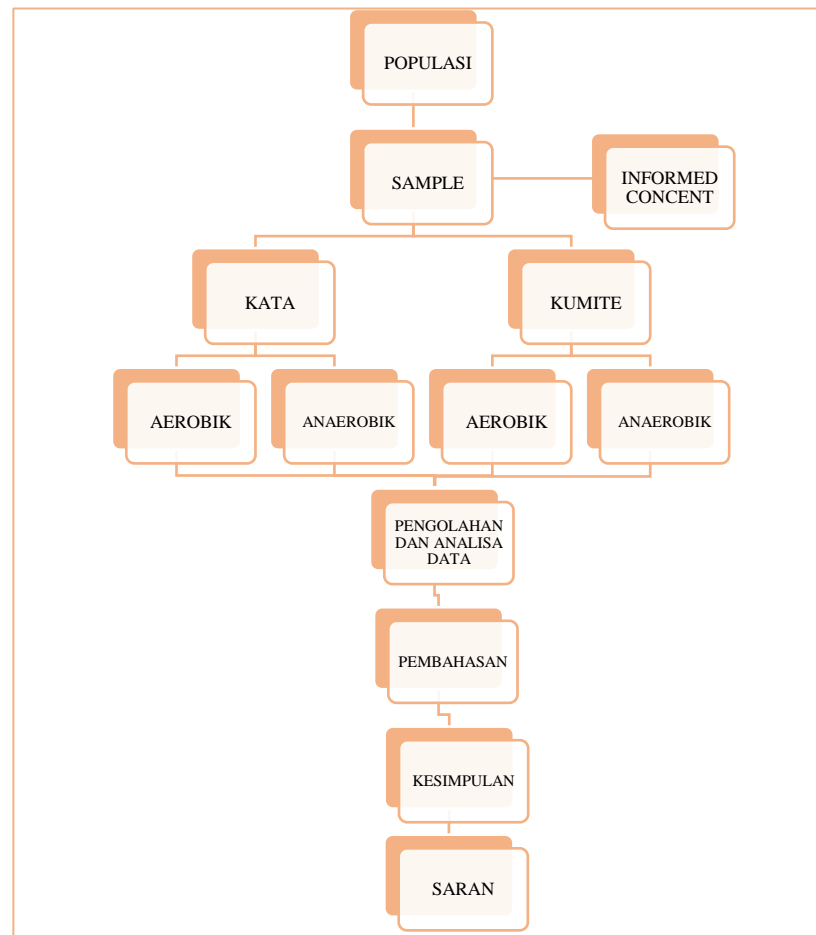 POPULASI
SAMPLE
INFORMED
CONCENT
KATA
KUMITE
AEROBIK
ANAEROBIK
AEROBIK
ANAEROBIK
PENGOLAHAN
DAN ANALISA
DATA
PEMBAHASAN
KESIMPULAN
SARAN